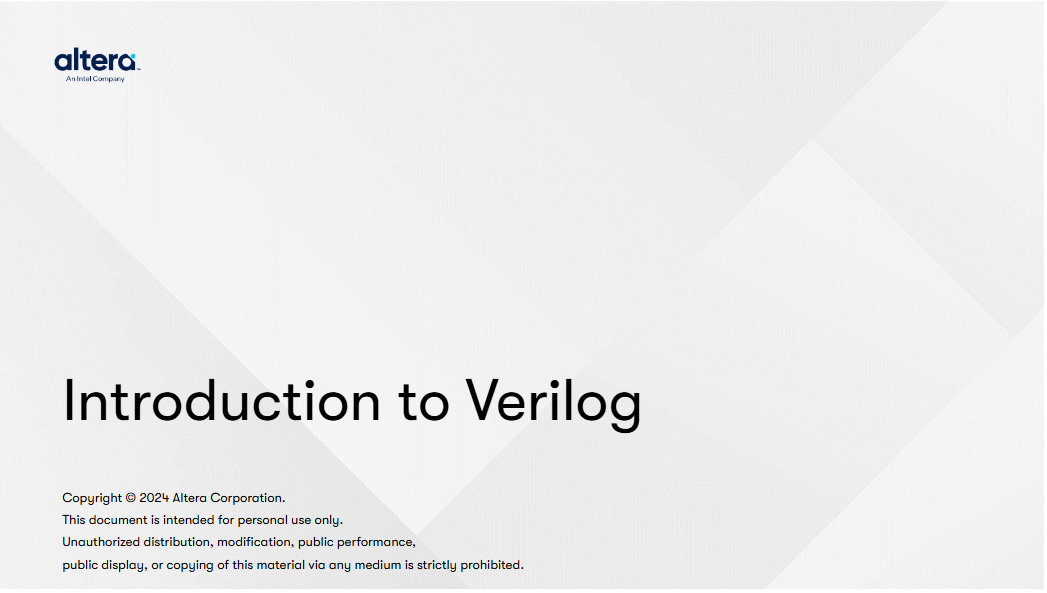 altera
An Intel Company
Introduction to Verilog
Copyright © 2024 Altera Corporation.
This document is intended for personal use only.
Unauthorized distribution, modification, public performance,
public display, or copying of this material via any medium is strictly prohibited.